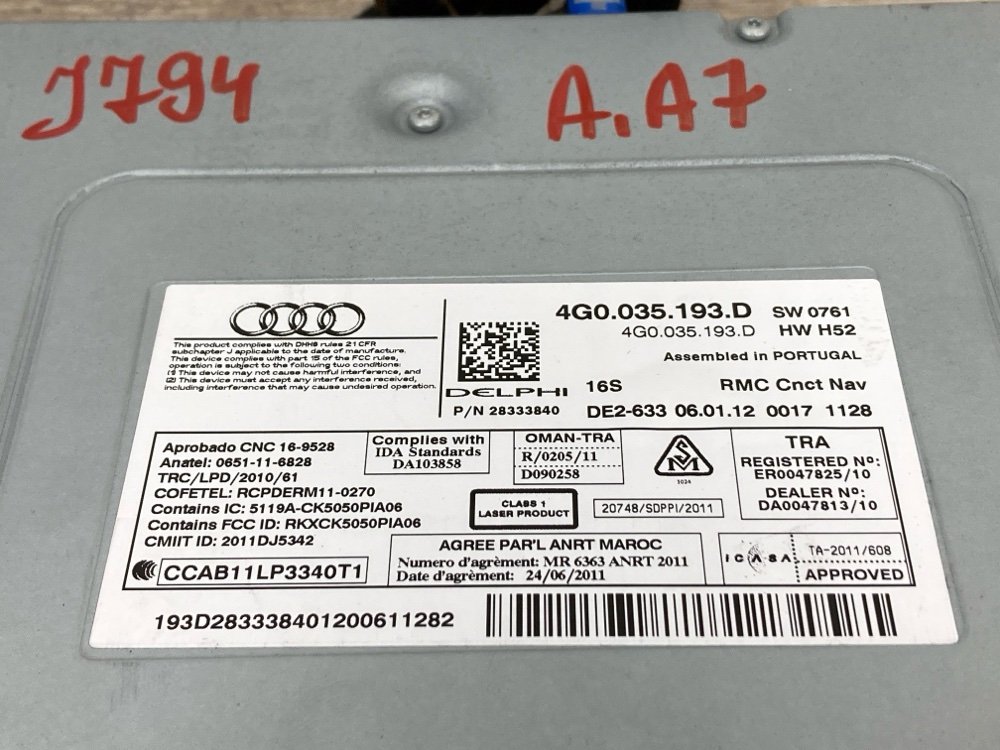 J794 A.A7
4G0.035.193.D SW 0761
4G0.035.193.D HW H52
Assembled in PORTUGAL
This product complies with DHHS rules 21 CFR
subchapter J applicable to the date of manufacture.
This device complies with part 15 of the FCC rules,
operation is subject to the following two conditions:
(1) This device may not cause harmful interference, and
(2) This device must accept any interference received,
including interference that may cause undesired operation.
DELPHI 16S RMC Cnct Nav
P/N 28333840 DE2-633 06.01.12 0017 1128
Aprobado CNC 16-9528
Anatel: 0651-11-6828
TRC/LPD/2010/61
COFETEL: RCPDERM11-0270
Contains IC: 5119A-CK5050PIA06
Contains FCC ID: RKXCK5050PIA06
CMIIT ID: 2011DJ5342
CCAB11LP3340T1
Complies with
IDA Standards
DA103858
OMAN-TRA
R/0205/11
D090258
CLASS 1
LASER PRODUCT
SM
1024
20748/SDPPI/2011
TRA
REGISTERED Nº:
ER0047825/10
DEALER Nº:
DA0047813/10
AGREE PAR'L ANRT MAROC
Numero d'agrèment: MR 6363 ANRT 2011
Date d'agrèment: 24/06/2011
ICASA TA-2011/608
APPROVED
193D283338401200611282